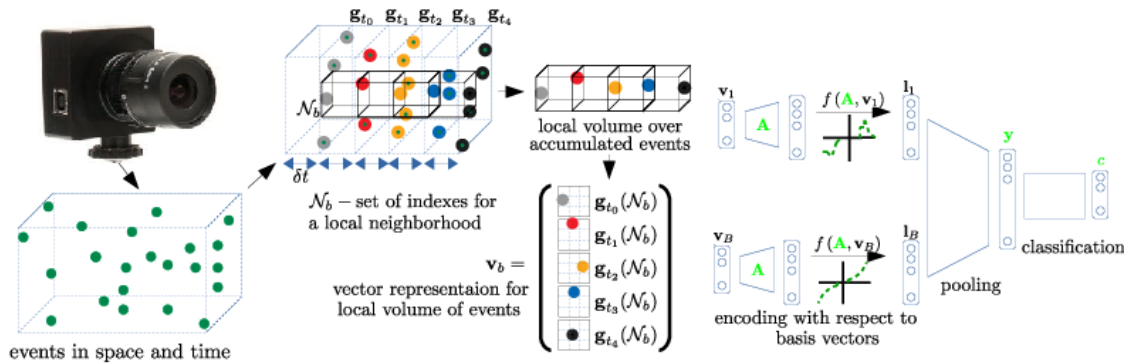 g_{t_0} g_{t_1} g_{t_2} g_{t_3} g_{t_4}
𝒩_b
δt
events in space and time
𝒩_b – set of indexes for
a local neighborhood
local volume over
accumulated events
v_b =
vector representaion for
local volume of events
g_{t_0}(𝒩_b)
g_{t_1}(𝒩_b)
g_{t_2}(𝒩_b)
g_{t_3}(𝒩_b)
g_{t_4}(𝒩_b)
v_1
A
f(A, v_1)
l_1
v_B
A
f(A, v_B)
l_B
encoding with respect to
basis vectors
pooling
y
c
classification